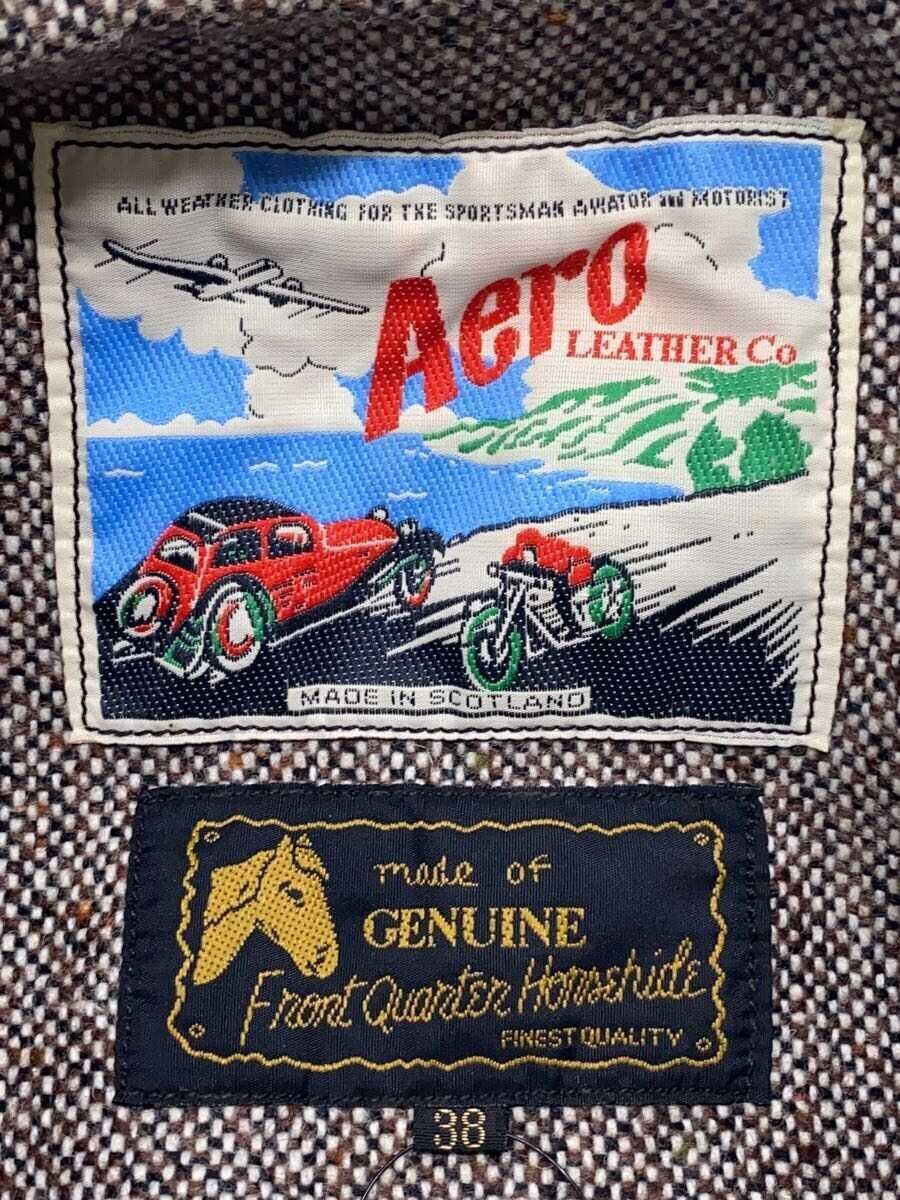 ALL WEATHER CLOTHING FOR THE SPORTSMAN AVIATOR and MOTORIST
Aero
LEATHER Co
MADE IN SCOTLAND
made of
GENUINE
Front Quarter Horsehide
FINEST QUALITY
38